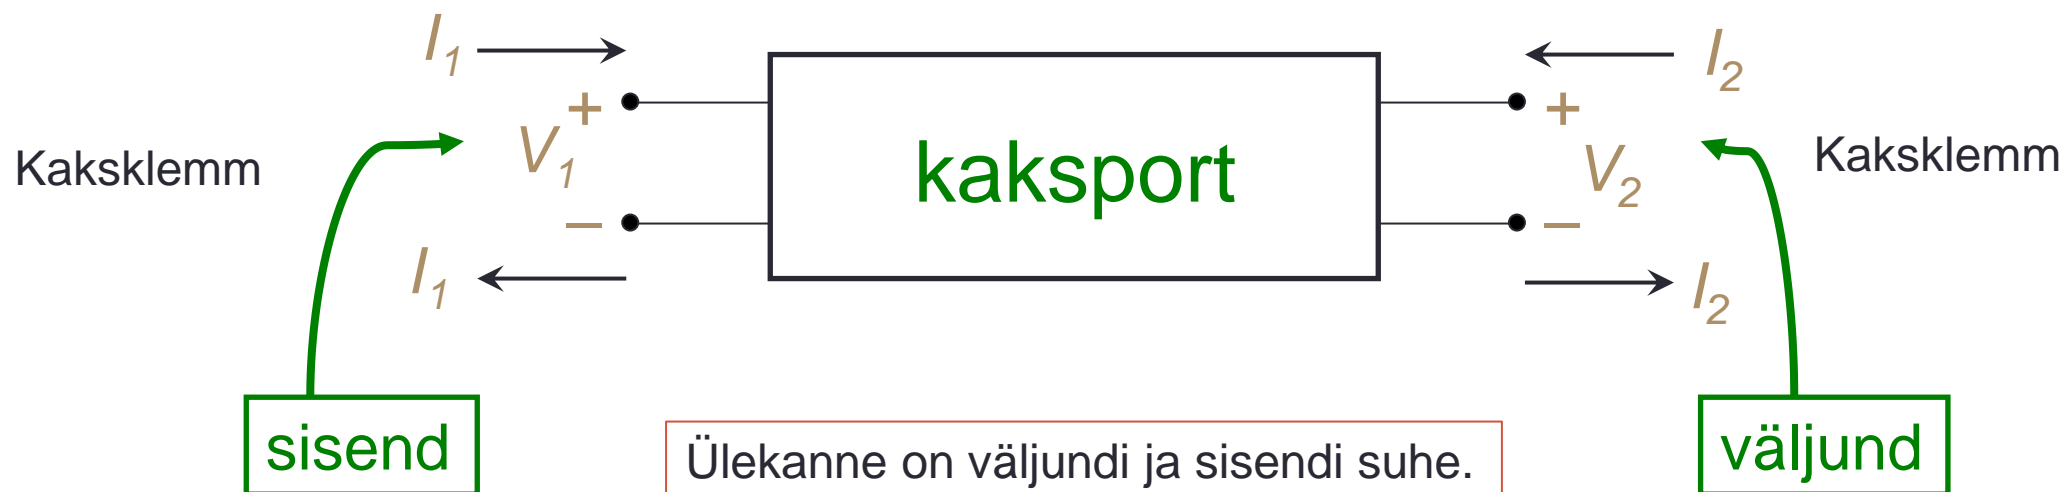 I1
I2
+
+
Kaksklemm
V1
kaksport
V2
Kaksklemm
–
–
I1
I2
sisend
Ülekanne on väljundi ja sisendi suhe.
väljund